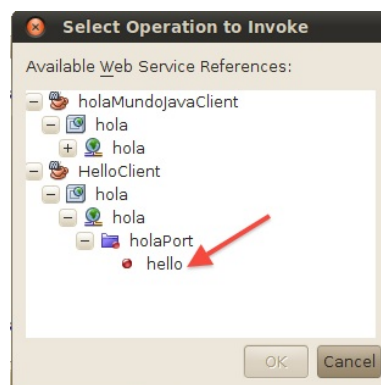 Select Operation to Invoke
Available Web Service References:
holaMundoJavaClient
hola
hola
HelloClient
hola
hola
holaPort
hello
OK
Cancel